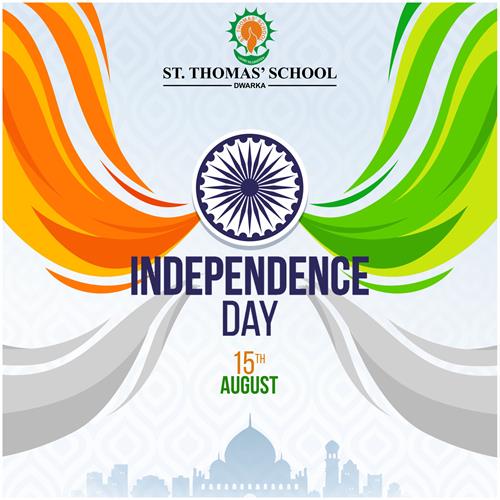 ST. THOMAS' SCHOOL
DWARKA
INDEPENDENCE
DAY
15TH
AUGUST